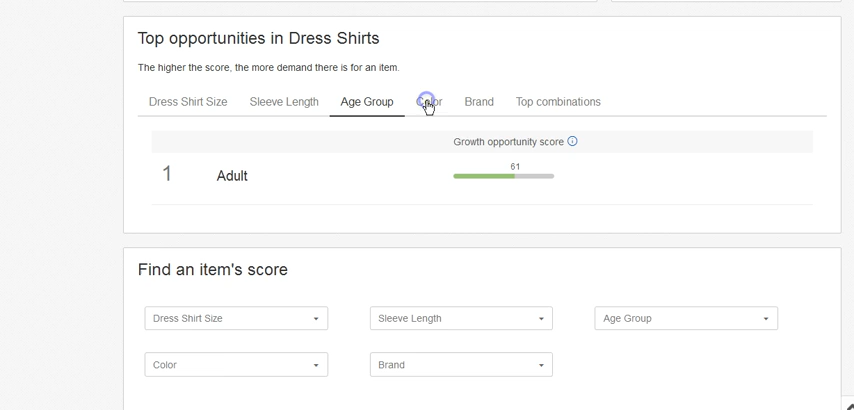 Top opportunities in Dress Shirts
The higher the score, the more demand there is for an item.
Dress Shirt Size Sleeve Length Age Group Color Brand Top combinations
Growth opportunity score
61
1 Adult
Find an item's score
Dress Shirt Size Sleeve Length Age Group
Color Brand